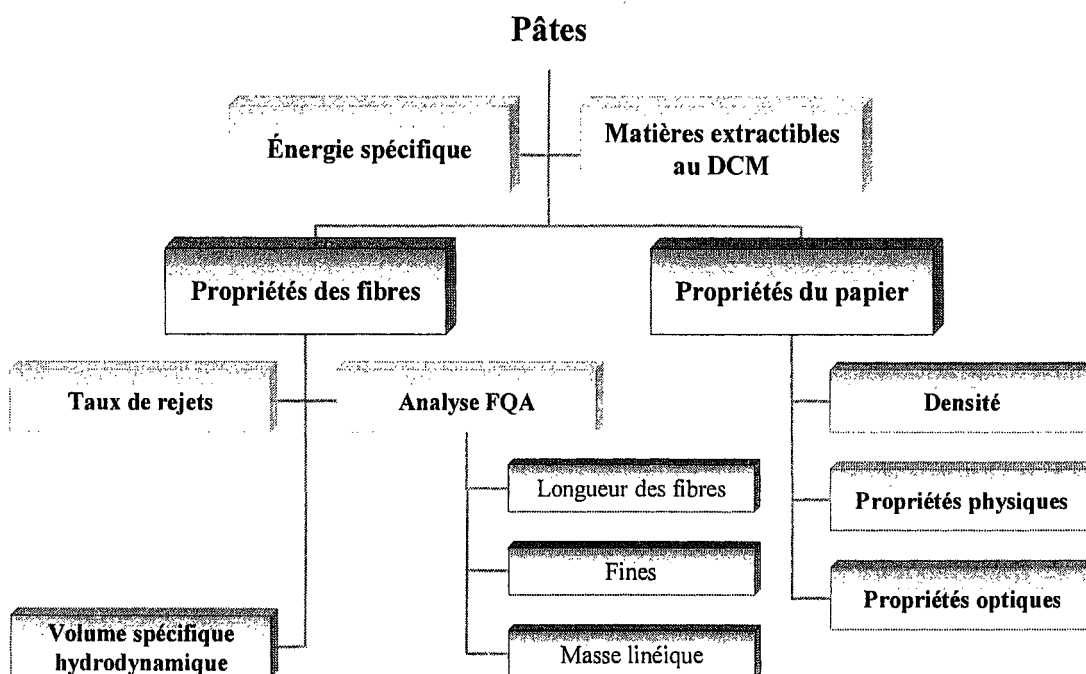 Pâtes
Énergie spécifique
Matières extractibles
au DCM
Propriétés des fibres
Propriétés du papier
Taux de rejets
Analyse FQA
Densité
Longueur des fibres
Propriétés physiques
Fines
Propriétés optiques
Volume spécifique
hydrodynamique
Masse linéique